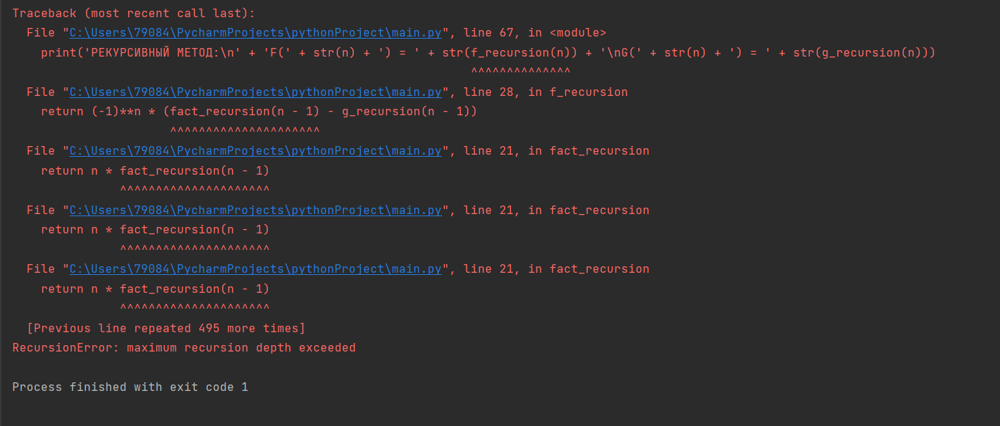 Traceback (most recent call last):
  File "C:\Users\79084\PycharmProjects\pythonProject\main.py", line 67, in <module>
    print('РЕКУРСИВНЫЙ МЕТОД:\n' + 'F(' + str(n) + ') = ' + str(f_recursion(n)) + '\nG(' + str(n) + ') = ' + str(g_recursion(n)))
                                                                ^^^^^^^^^^^^^^
  File "C:\Users\79084\PycharmProjects\pythonProject\main.py", line 28, in f_recursion
    return (-1)**n * (fact_recursion(n - 1) - g_recursion(n - 1))
                      ^^^^^^^^^^^^^^^^^^^^^
  File "C:\Users\79084\PycharmProjects\pythonProject\main.py", line 21, in fact_recursion
    return n * fact_recursion(n - 1)
               ^^^^^^^^^^^^^^^^^^^^^
  File "C:\Users\79084\PycharmProjects\pythonProject\main.py", line 21, in fact_recursion
    return n * fact_recursion(n - 1)
               ^^^^^^^^^^^^^^^^^^^^^
  File "C:\Users\79084\PycharmProjects\pythonProject\main.py", line 21, in fact_recursion
    return n * fact_recursion(n - 1)
               ^^^^^^^^^^^^^^^^^^^^^
  [Previous line repeated 495 more times]
RecursionError: maximum recursion depth exceeded

Process finished with exit code 1